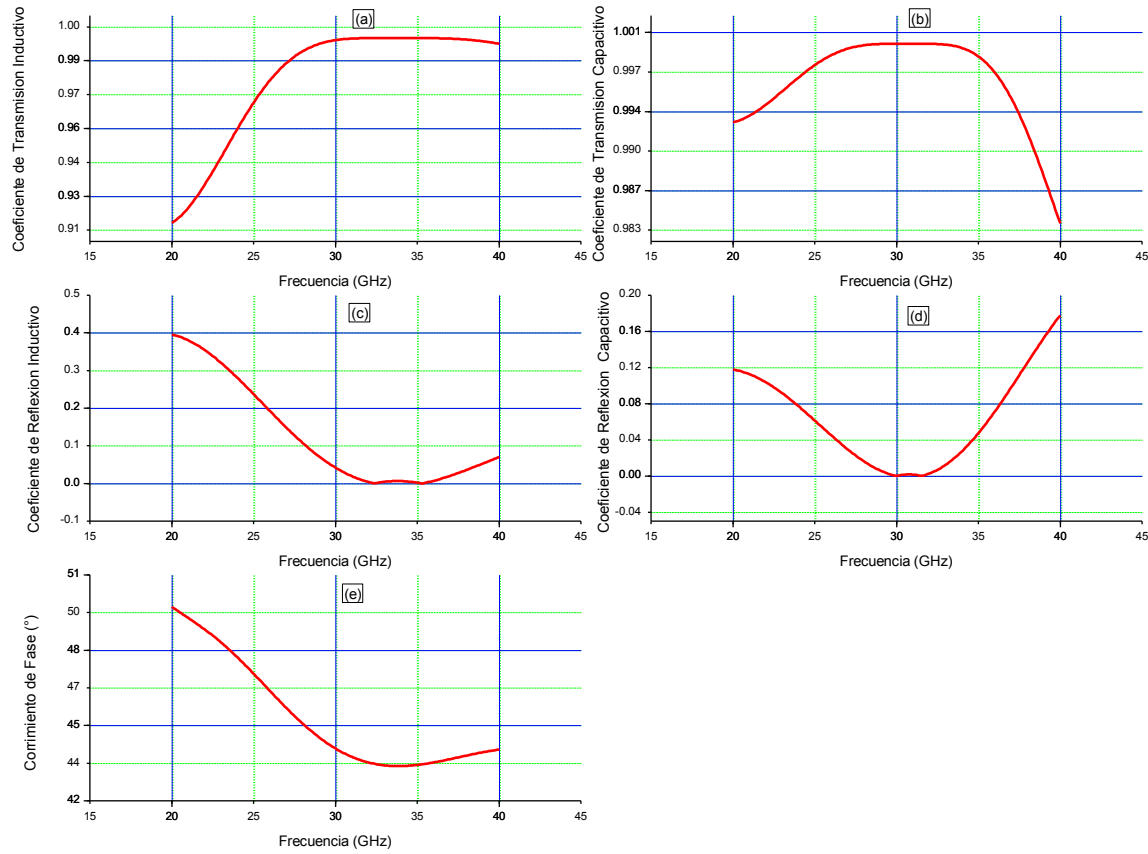 (a)
Coeficiente de Transmision Inductivo
1.00
0.99
0.97
0.96
0.94
0.93
0.91
15 20 25 30 35 40 45
Frecuencia (GHz)
(b)
Coeficiente de Transmision Capacitivo
1.001
0.997
0.994
0.990
0.987
0.983
15 20 25 30 35 40 45
Frecuencia (GHz)
(c)
Coeficiente de Reflexion Inductivo
0.5
0.4
0.3
0.2
0.1
0.0
-0.1
15 20 25 30 35 40 45
Frecuencia (GHz)
(d)
Coeficiente de Reflexion Capacitivo
0.20
0.16
0.12
0.08
0.04
0.00
-0.04
15 20 25 30 35 40 45
Frecuencia (GHz)
(e)
Corrimiento de Fase (°)
51
50
48
47
45
44
42
15 20 25 30 35 40 45
Frecuencia (GHz)